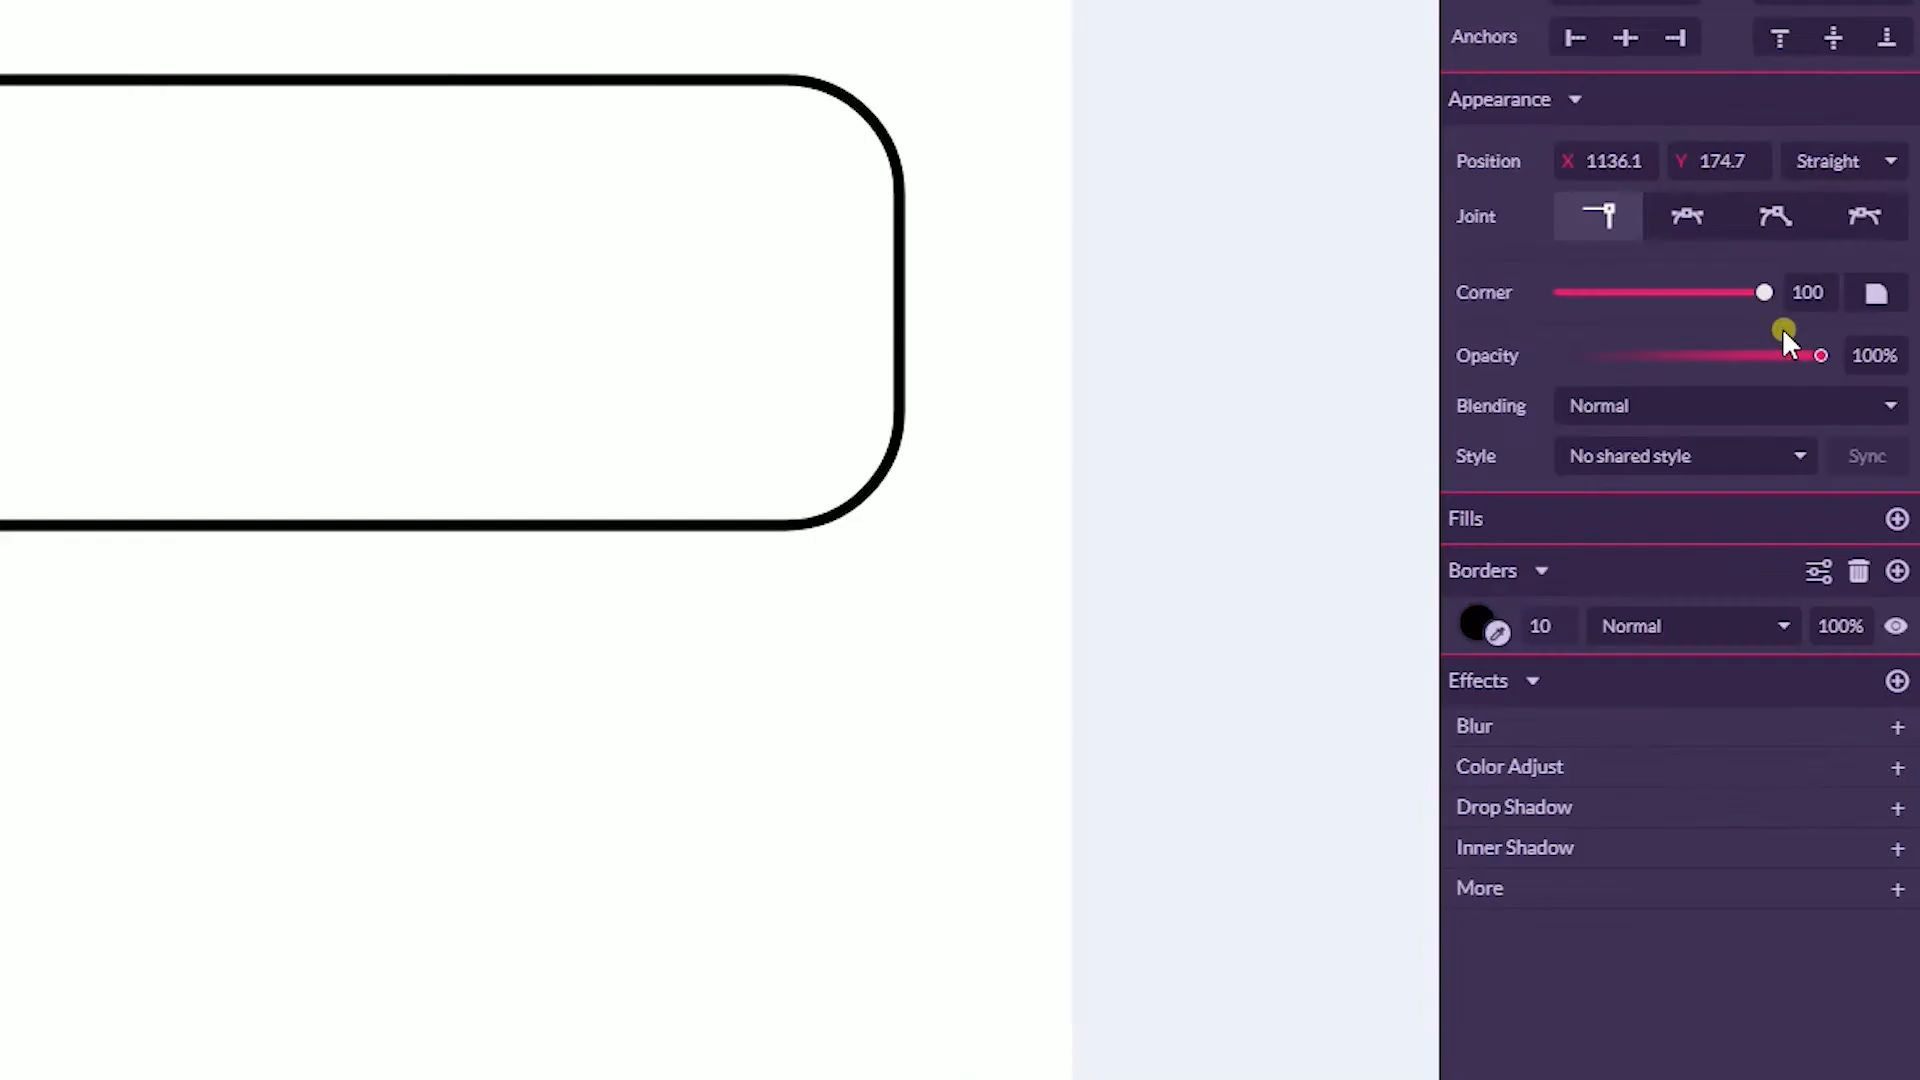 Anchors
Appearance
Position X 1136.1 Y 174.7 Straight
Joint
Corner 100
Opacity 100%
Blending Normal
Style No shared style Sync
Fills
Borders
10 Normal 100%
Effects
Blur +
Color Adjust +
Drop Shadow +
Inner Shadow +
More +